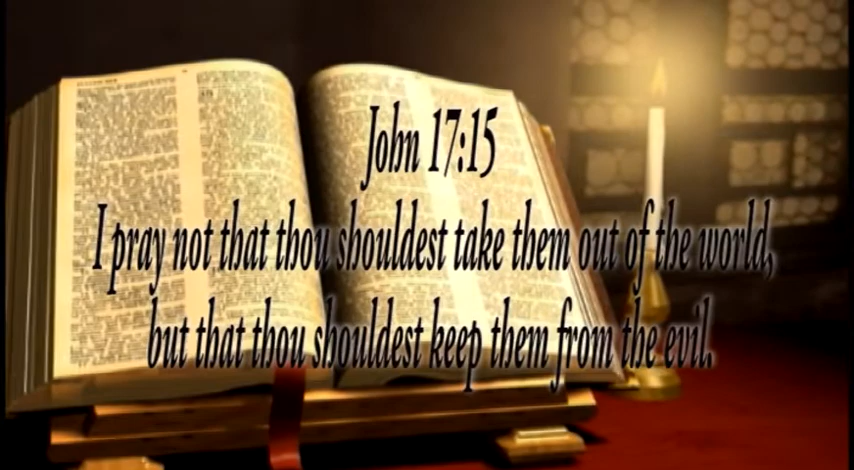 John 17:15
I pray not that thou shouldest take them out of the world,
but that thou shouldest keep them from the evil.